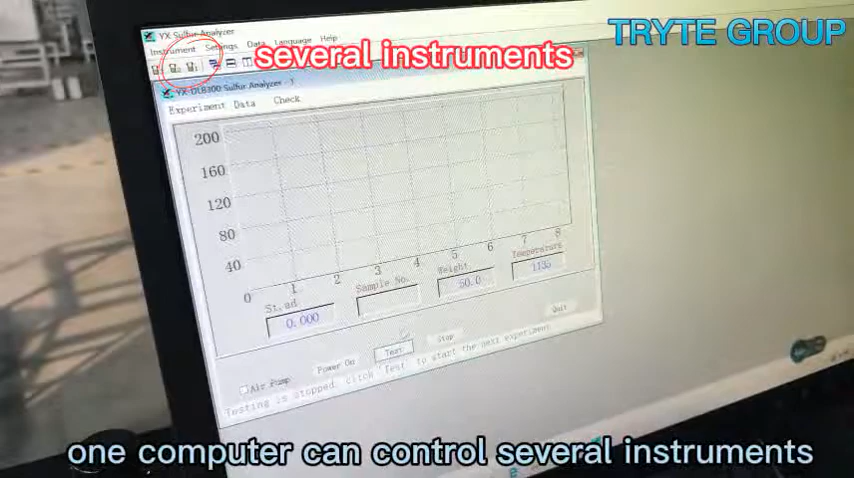 YX-Sulfur Analyzer
Instrument Settings Data Language Help
TRYTE GROUP
several instruments
Sulfur Analyzer
Experiment Data Check
200
160
120
80
40
0 1 2 3 4 5 6 7 8
St.ad Sample No. Weight Temperature
0.000 50.0 1135
Air Pump Power On Test Stop Quit
Testing is stopped, click 'Test' to start the next experiment
one computer can control several instruments